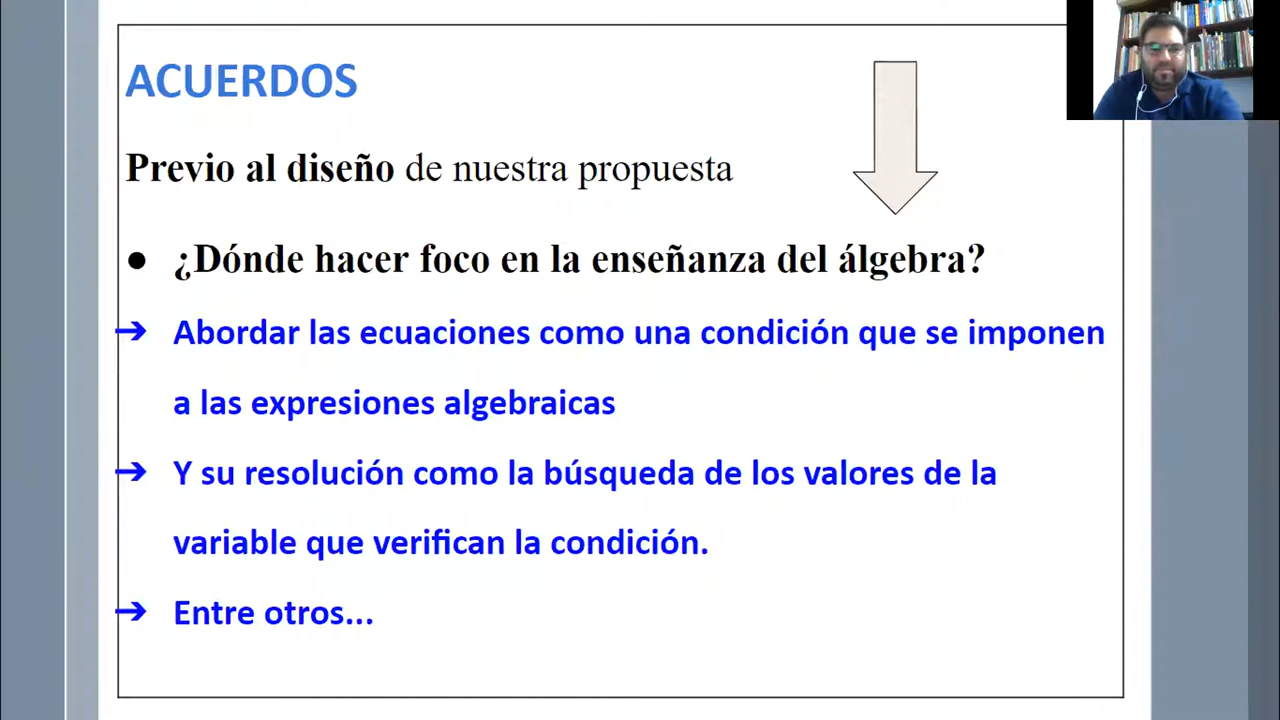 ACUERDOS
Previo al diseño de nuestra propuesta
● ¿Dónde hacer foco en la enseñanza del álgebra?
➔ Abordar las ecuaciones como una condición que se imponen
a las expresiones algebraicas
➔ Y su resolución como la búsqueda de los valores de la
variable que verifican la condición.
➔ Entre otros...